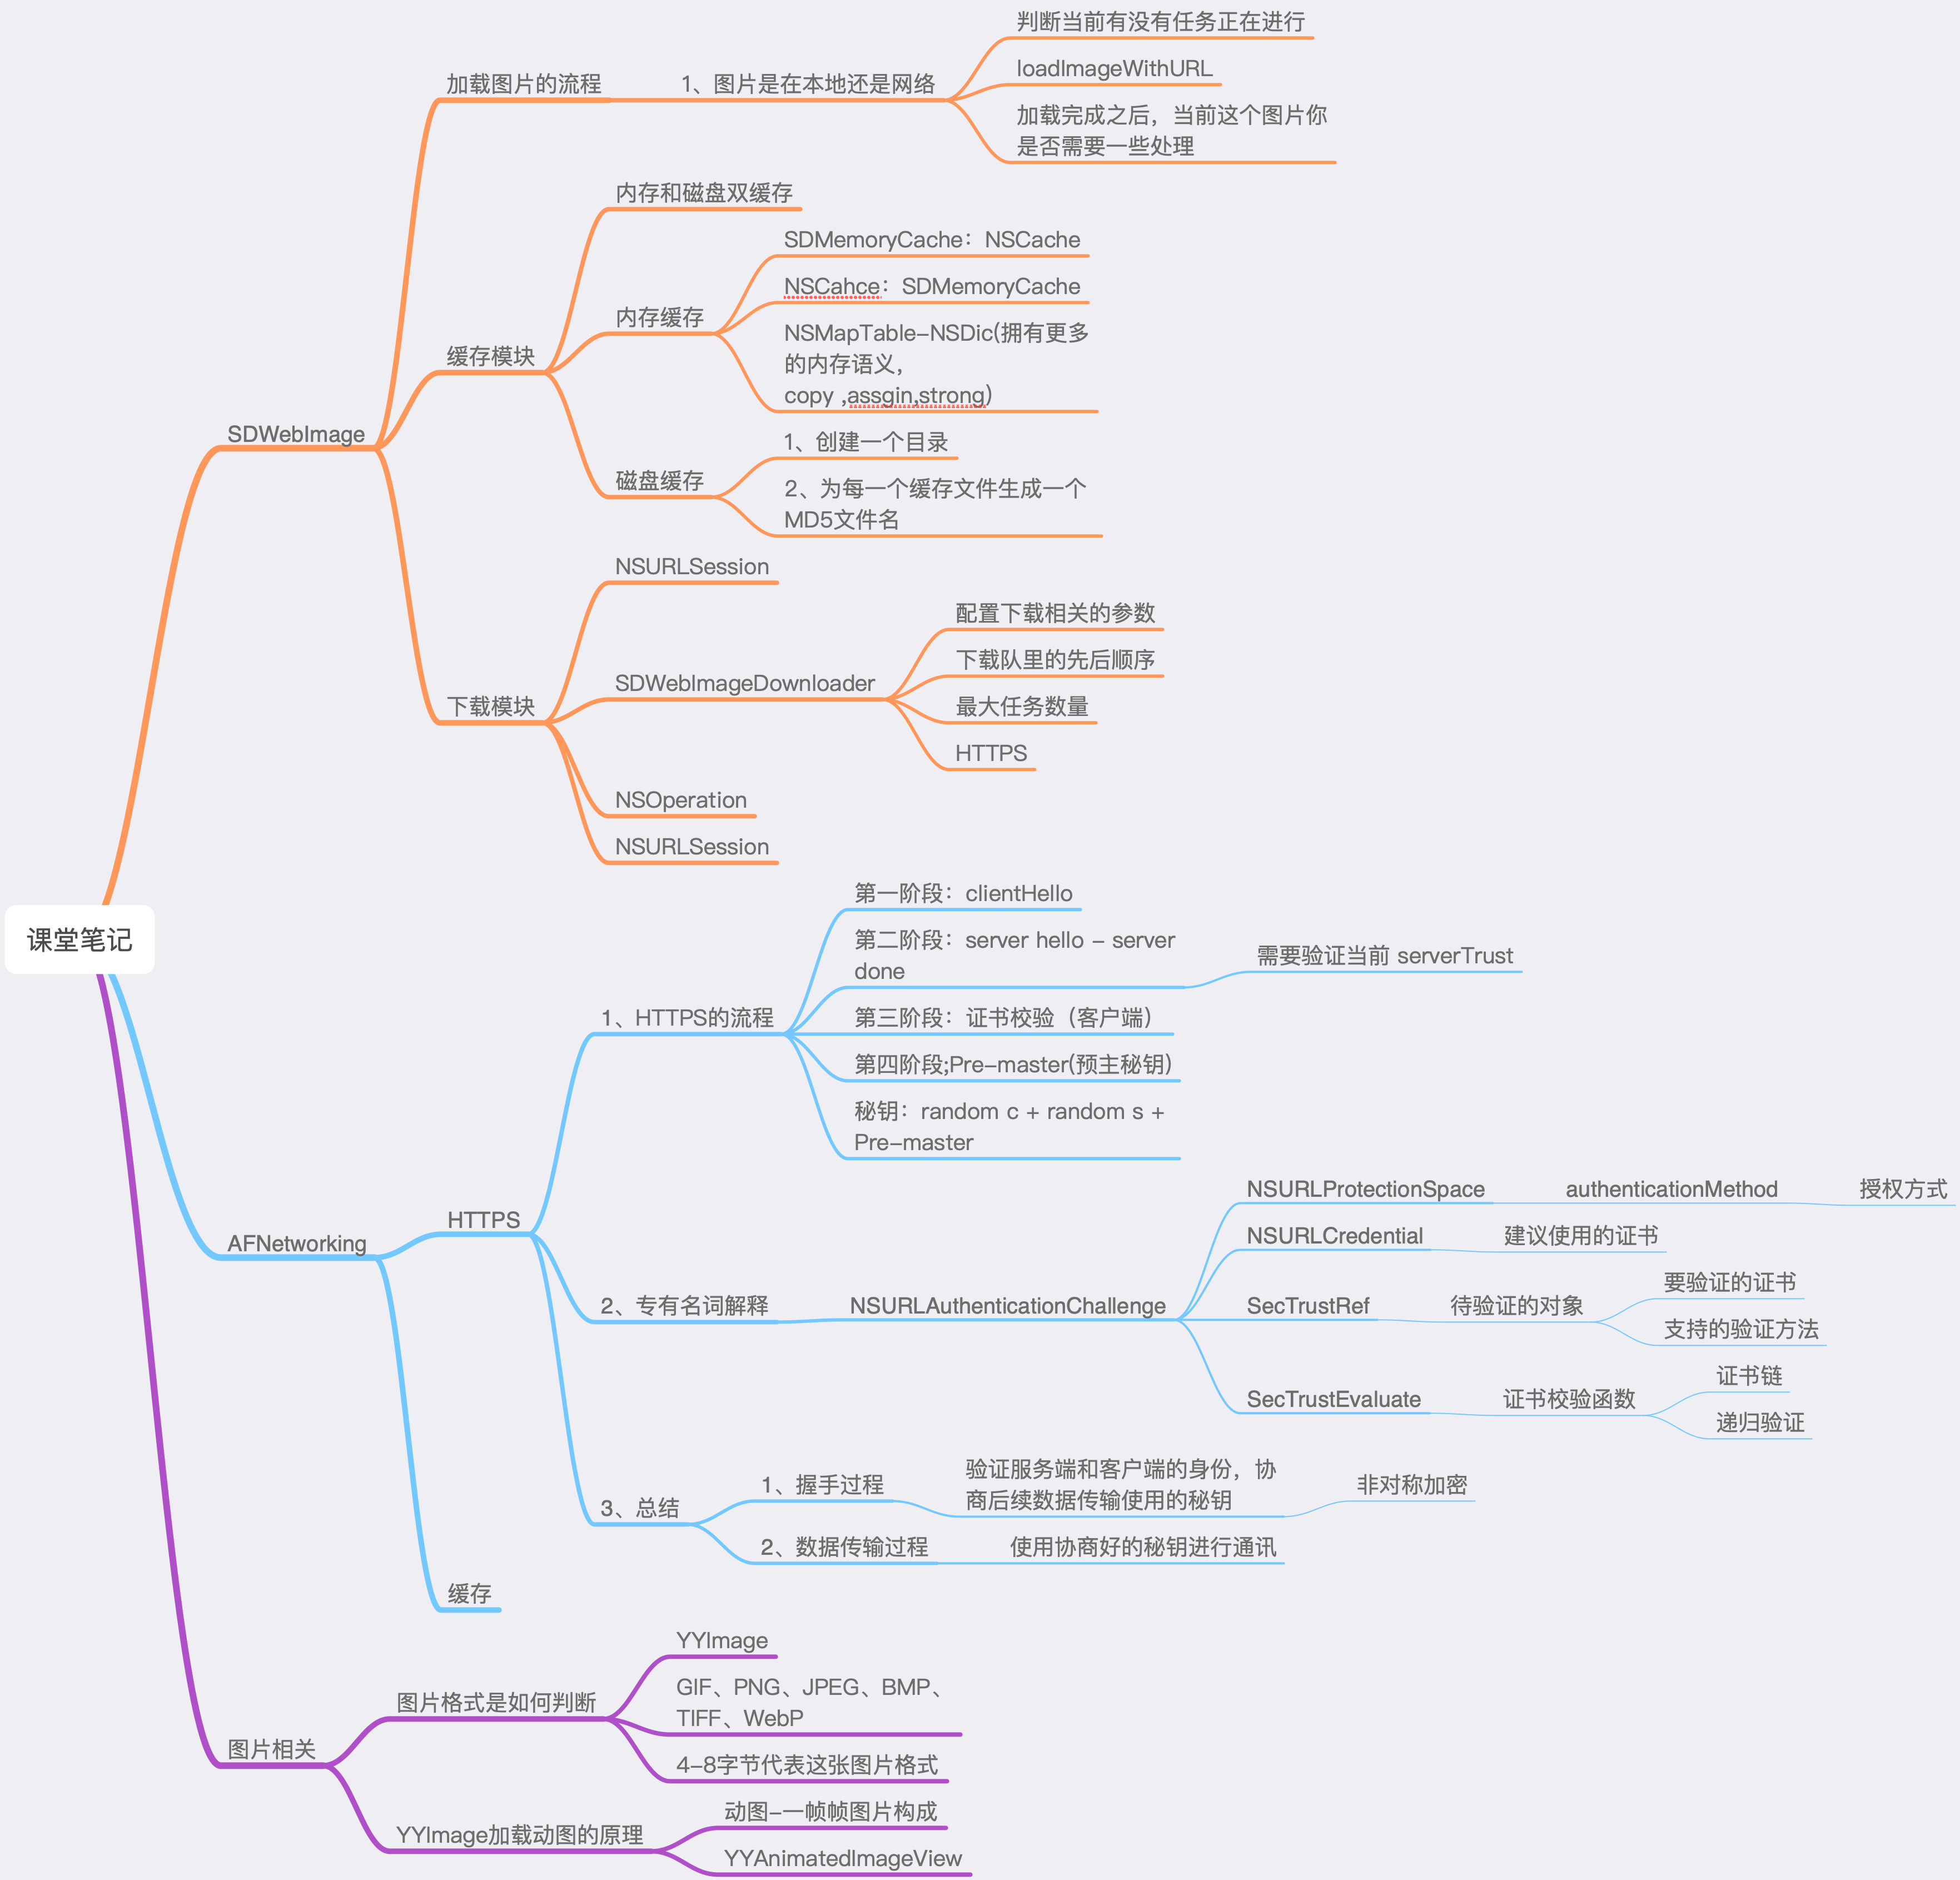 课堂笔记
SDWebImage
加载图片的流程
1、图片是在本地还是网络
判断当前有没有任务正在进行
loadImageWithURL
加载完成之后，当前这个图片你
是否需要一些处理
缓存模块
内存和磁盘双缓存
内存缓存
SDMemoryCache：NSCache
NSCahce：SDMemoryCache
NSMapTable-NSDic(拥有更多
的内存语义，
copy ,assgin,strong)
磁盘缓存
1、创建一个目录
2、为每一个缓存文件生成一个
MD5文件名
下载模块
NSURLSession
SDWebImageDownloader
配置下载相关的参数
下载队里的先后顺序
最大任务数量
HTTPS
NSOperation
NSURLSession
AFNetworking
HTTPS
1、HTTPS的流程
第一阶段：clientHello
第二阶段：server hello - server
done
需要验证当前 serverTrust
第三阶段：证书校验（客户端）
第四阶段;Pre-master(预主秘钥)
秘钥：random c + random s +
Pre-master
2、专有名词解释
NSURLAuthenticationChallenge
NSURLProtectionSpace
authenticationMethod
授权方式
NSURLCredential
建议使用的证书
SecTrustRef
待验证的对象
要验证的证书
支持的验证方法
SecTrustEvaluate
证书校验函数
证书链
递归验证
3、总结
1、握手过程
验证服务端和客户端的身份，协
商后续数据传输使用的秘钥
非对称加密
2、数据传输过程
使用协商好的秘钥进行通讯
缓存
图片相关
图片格式是如何判断
YYImage
GIF、PNG、JPEG、BMP、
TIFF、WebP
4-8字节代表这张图片格式
YYImage加载动图的原理
动图-一帧帧图片构成
YYAnimatedImageView